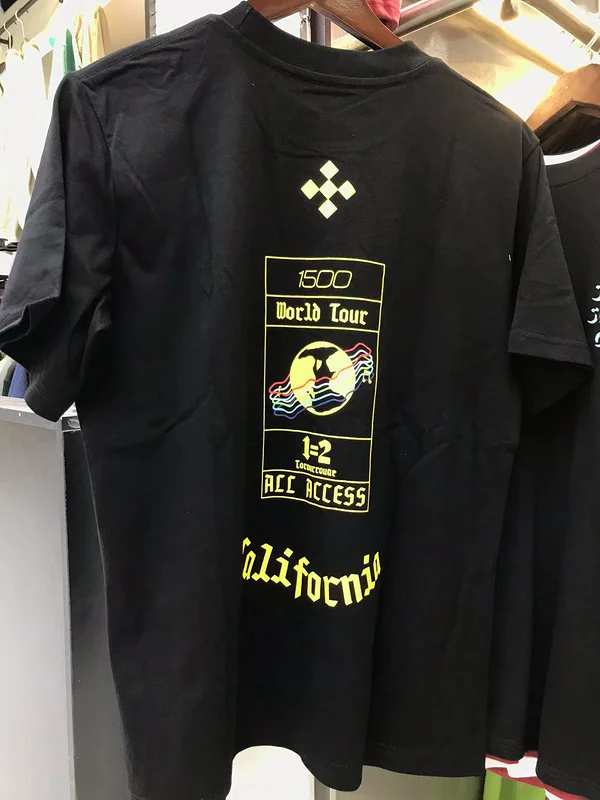 1500
World Tour
1=2
ALL ACCESS
California